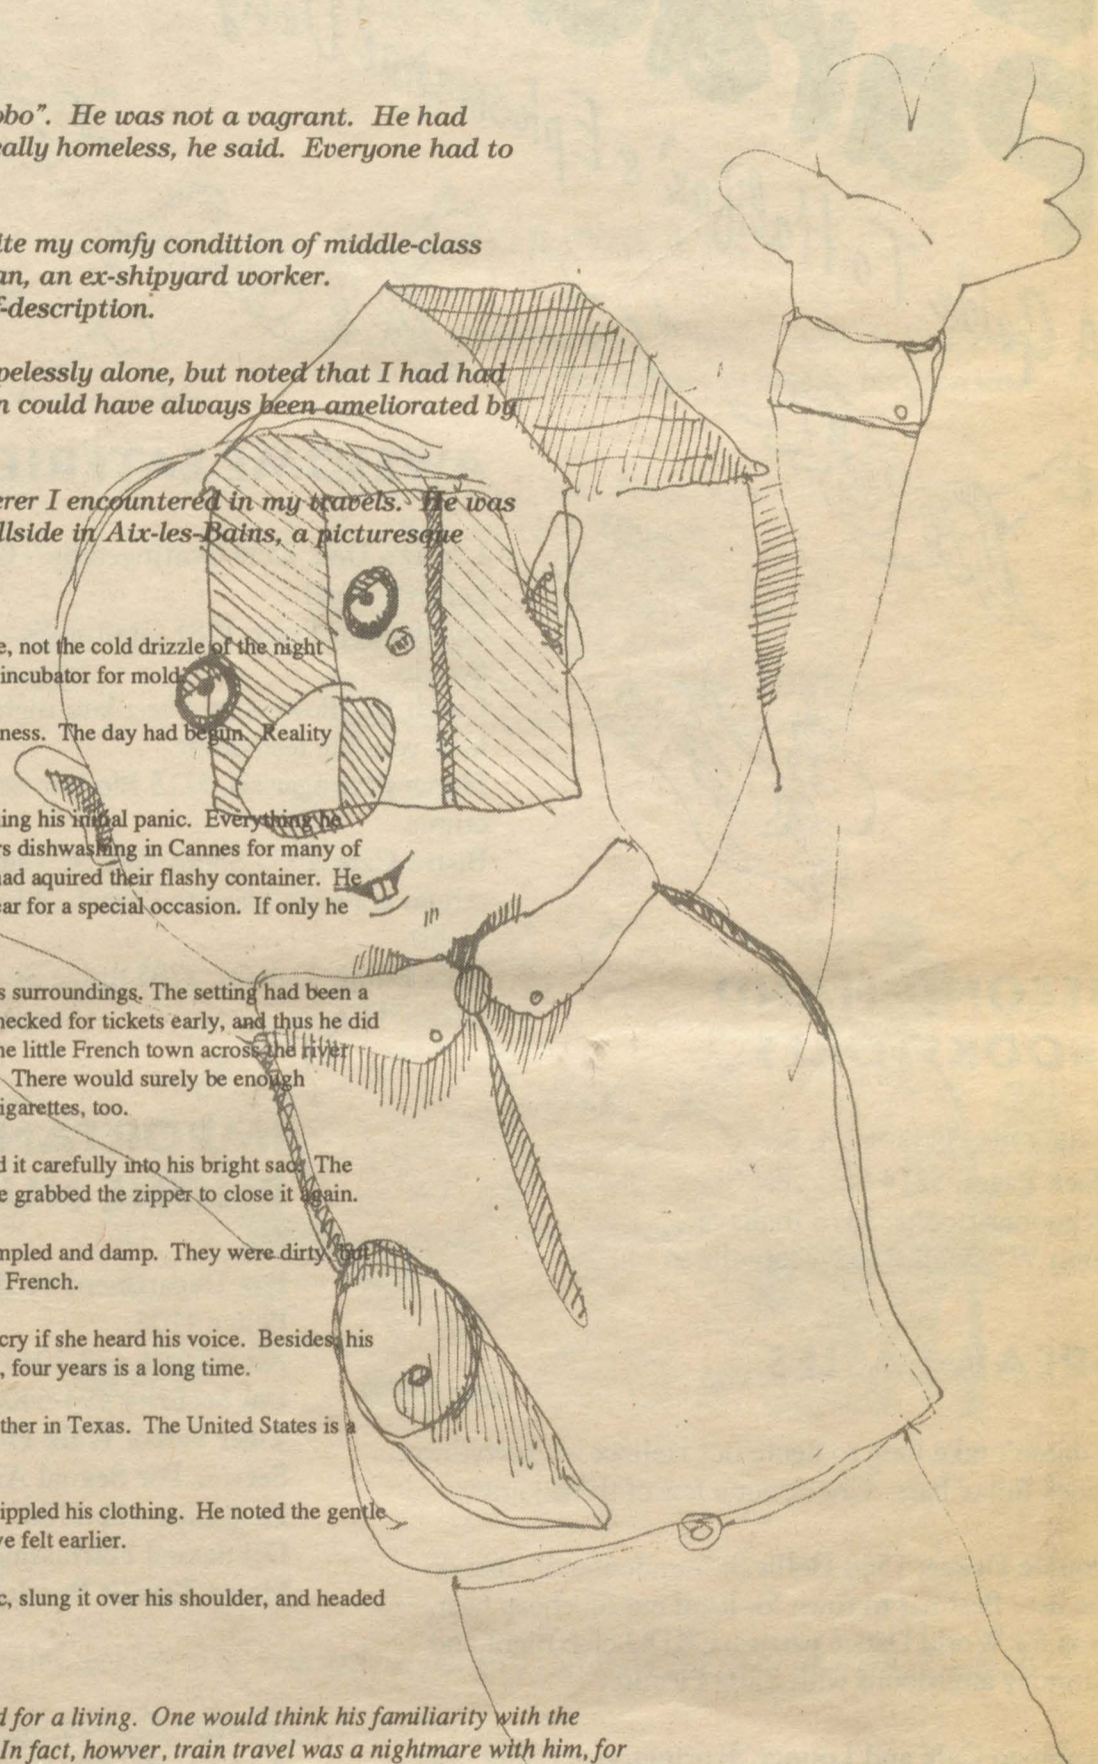 obo”. He was not a vagrant. He had
eally homeless, he said. Everyone had to
ite my comfy condition of middle-class
an, an ex-shipyard worker.
f-description.
pelessly alone, but noted that I had had
n could have always been ameliorated by
erer I encountered in my travels. He was
llside in Aix-les-Bains, a picturesque
e, not the cold drizzle of the night
incubator for mold.
ness. The day had begun. Reality
ing his initial panic. Everything he
rs dishwashing in Cannes for many of
had aquired their flashy container. He
ear for a special occasion. If only he
s surroundings. The setting had been a
hecked for tickets early, and thus he did
he little French town across the river
There would surely be enough
igarettes, too.
d it carefully into his bright sac. The
e grabbed the zipper to close it again.
mpled and damp. They were dirty, but
French.
cry if she heard his voice. Besides, his
, four years is a long time.
ther in Texas. The United States is a
ippled his clothing. He noted the gentle
ve felt earlier.
c, slung it over his shoulder, and headed
d for a living. One would think his familiarity with the
In fact, howver, train travel was a nightmare with him, for